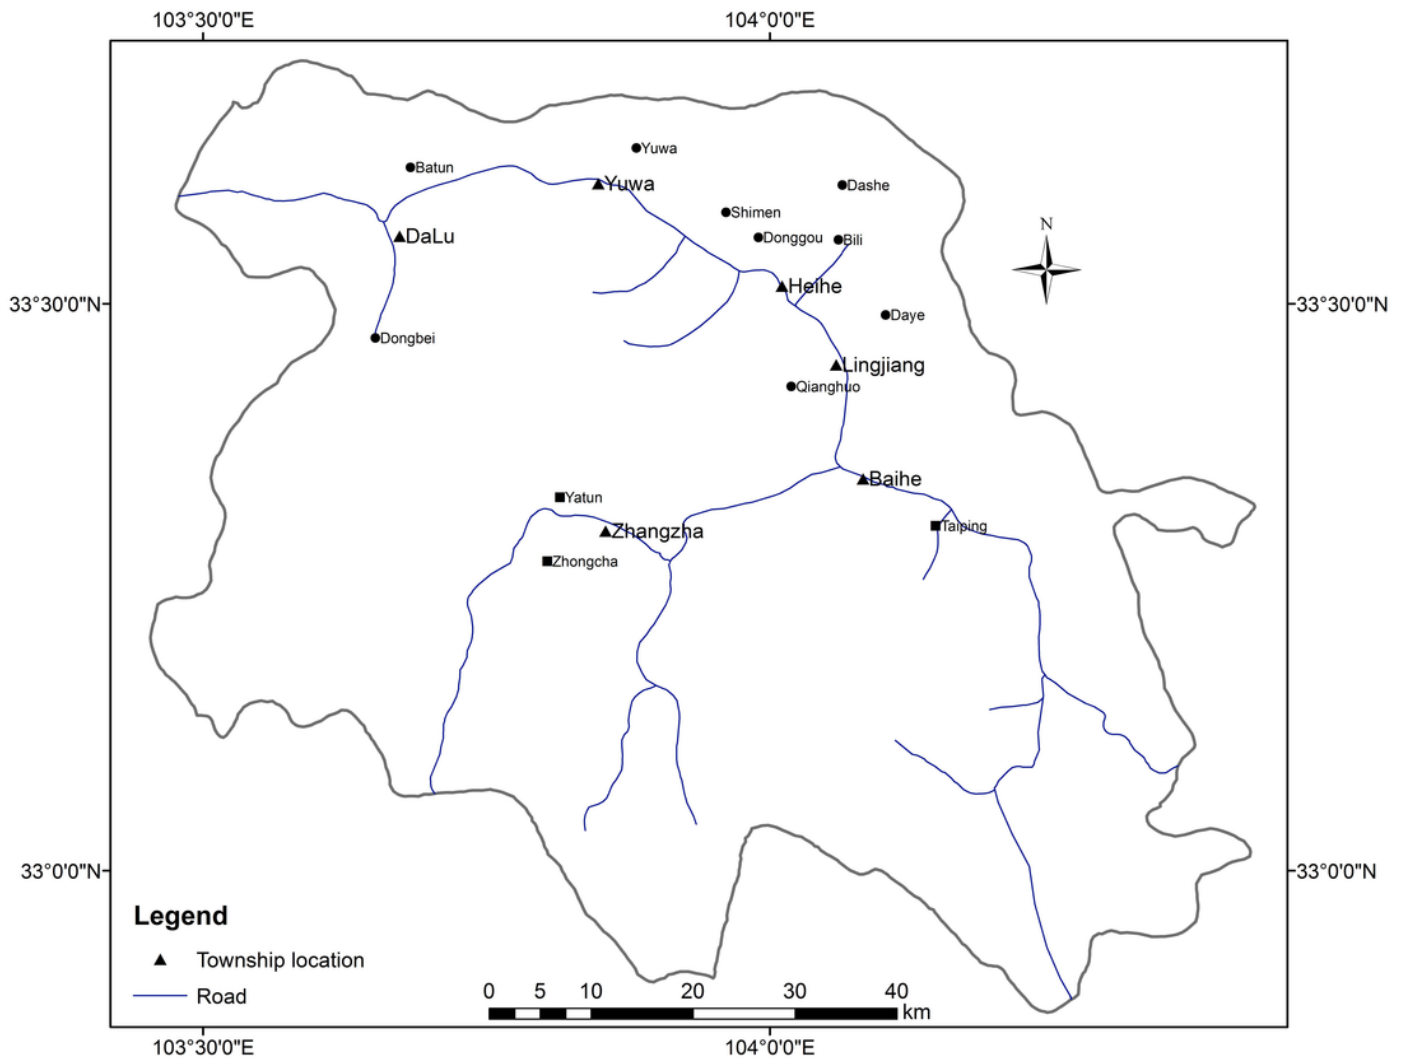 103°30'0"E
104°0'0"E
Yuwa
Batun
Yuwa
Dashe
Shimen
N
DaLu
Donggou
Bili
Heihe
33°30'0"N
33°30'0"N
Daye
Dongbei
Lingjiang
Qianghuo
Baihe
Yatun
Taiping
Zhangzha
Zhongcha
33°0'0"N
33°0'0"N
Legend
Township location
Road
0 5 10 20 30 40
km
103°30'0"E
104°0'0"E